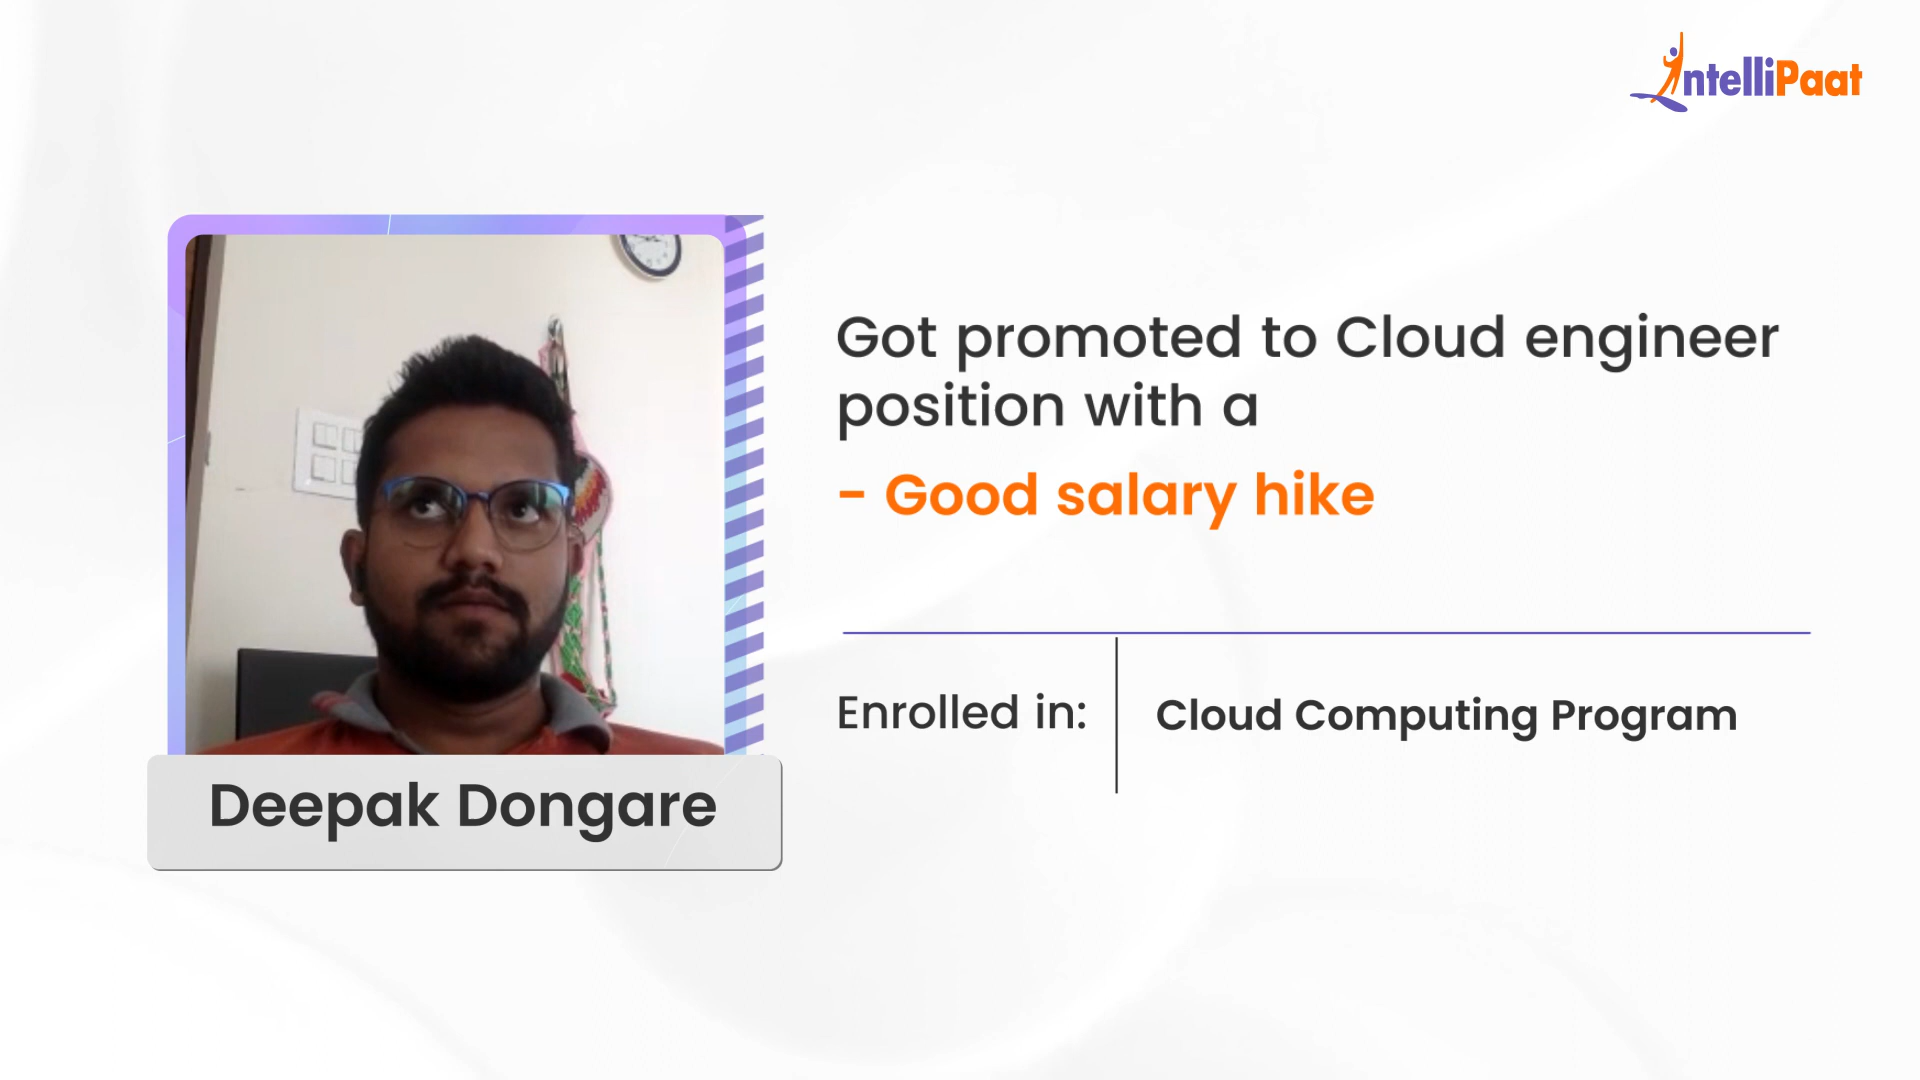 IntelliPaat
Got promoted to Cloud engineer
position with a
- Good salary hike
Enrolled in:
Cloud Computing Program
Deepak Dongare